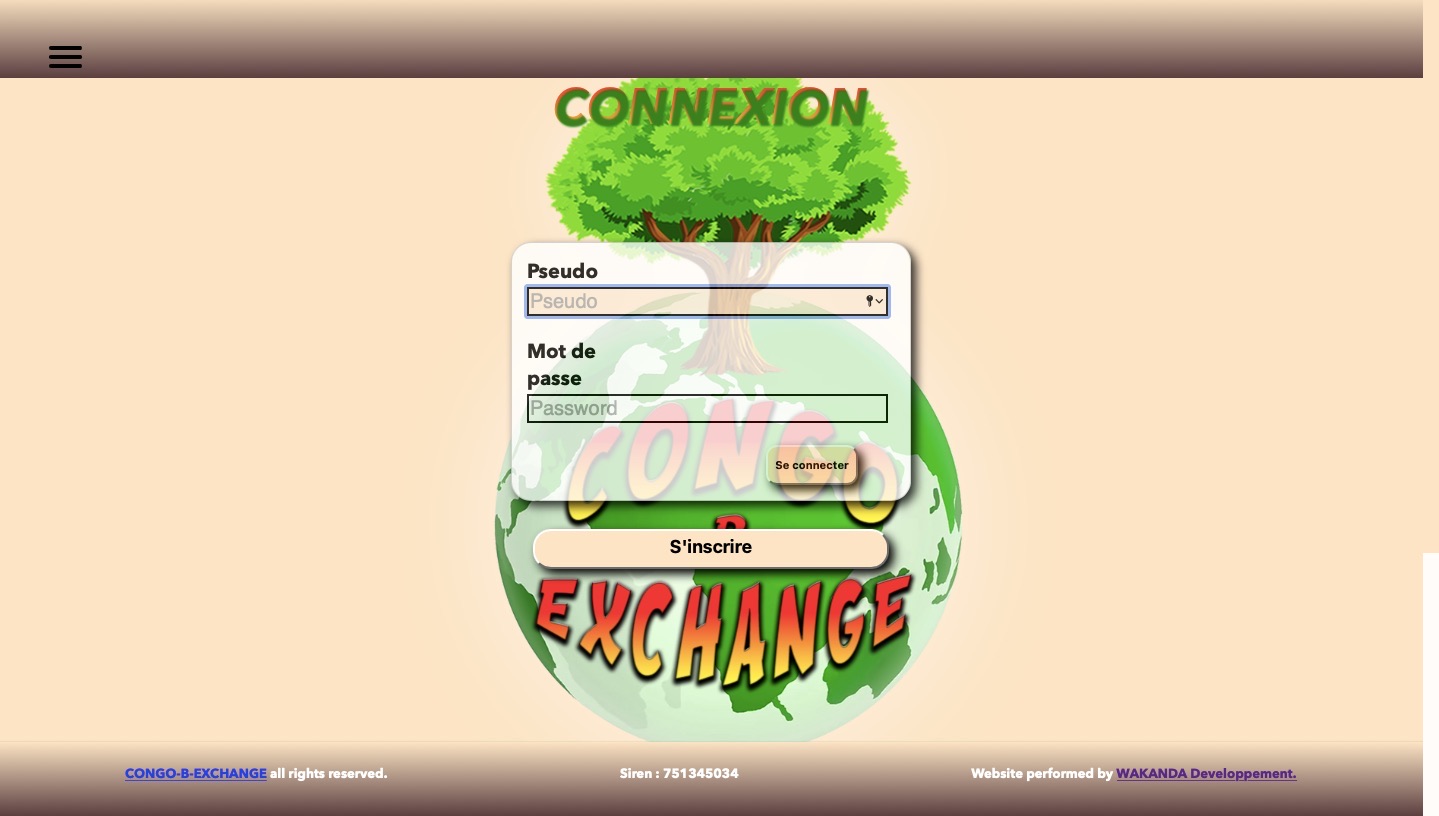 CONNEXION
Pseudo
Pseudo
Mot de
passe
Password
CONGO
Se connecter
B
S'inscrire
EXCHANGE
CONGO-B-EXCHANGE all rights reserved.
Siren : 751345034
Website performed by WAKANDA Developpement.